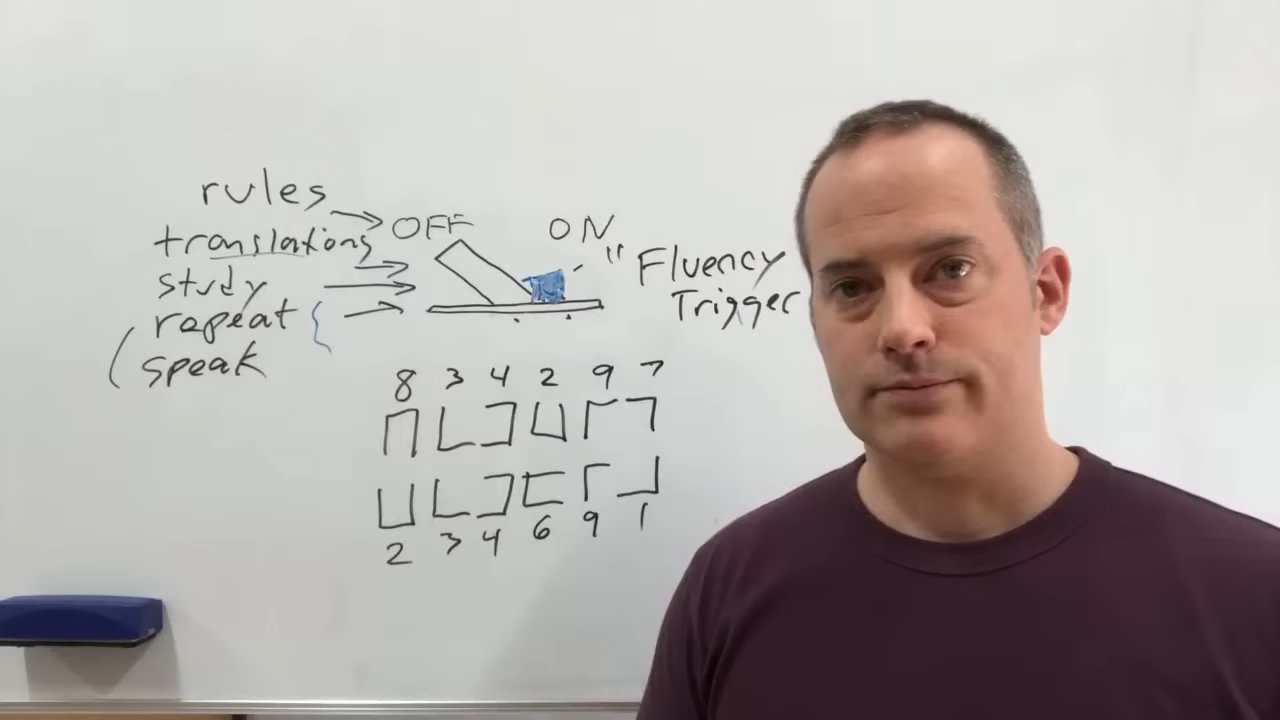 rules
translations
study
repeat
speak
OFF
ON
"Fluency
Trigger
8 3 4 2 9 7
2 3 4 6 9 1